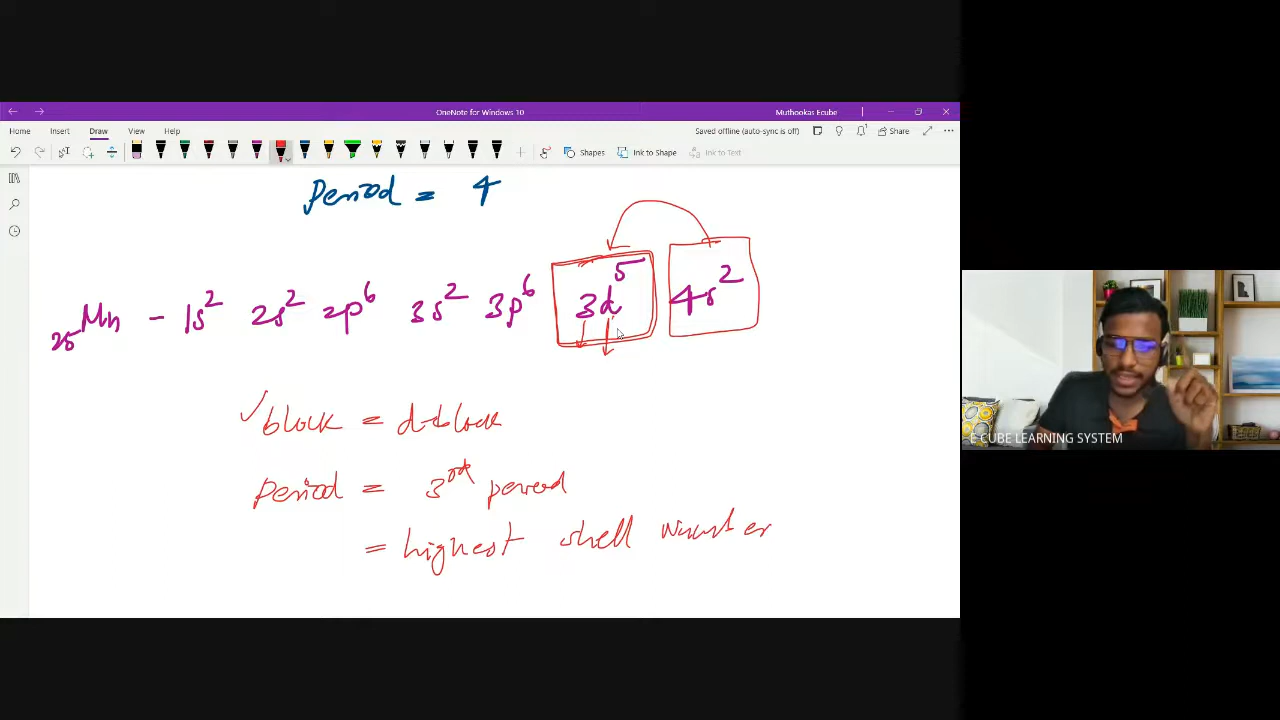 OneNote for Windows 10
Muthookas Ecube
Home Insert Draw View Help
Saved offline (auto-sync is off)
Share
Shapes
Ink to Shape
Ink to Text
Period = 4
25Mn - 1s² 2s² 2p⁶ 3s² 3p⁶ 3d⁵ 4s²
block = d-block
Period = 3rd period
= highest shell number
E CUBE LEARNING SYSTEM